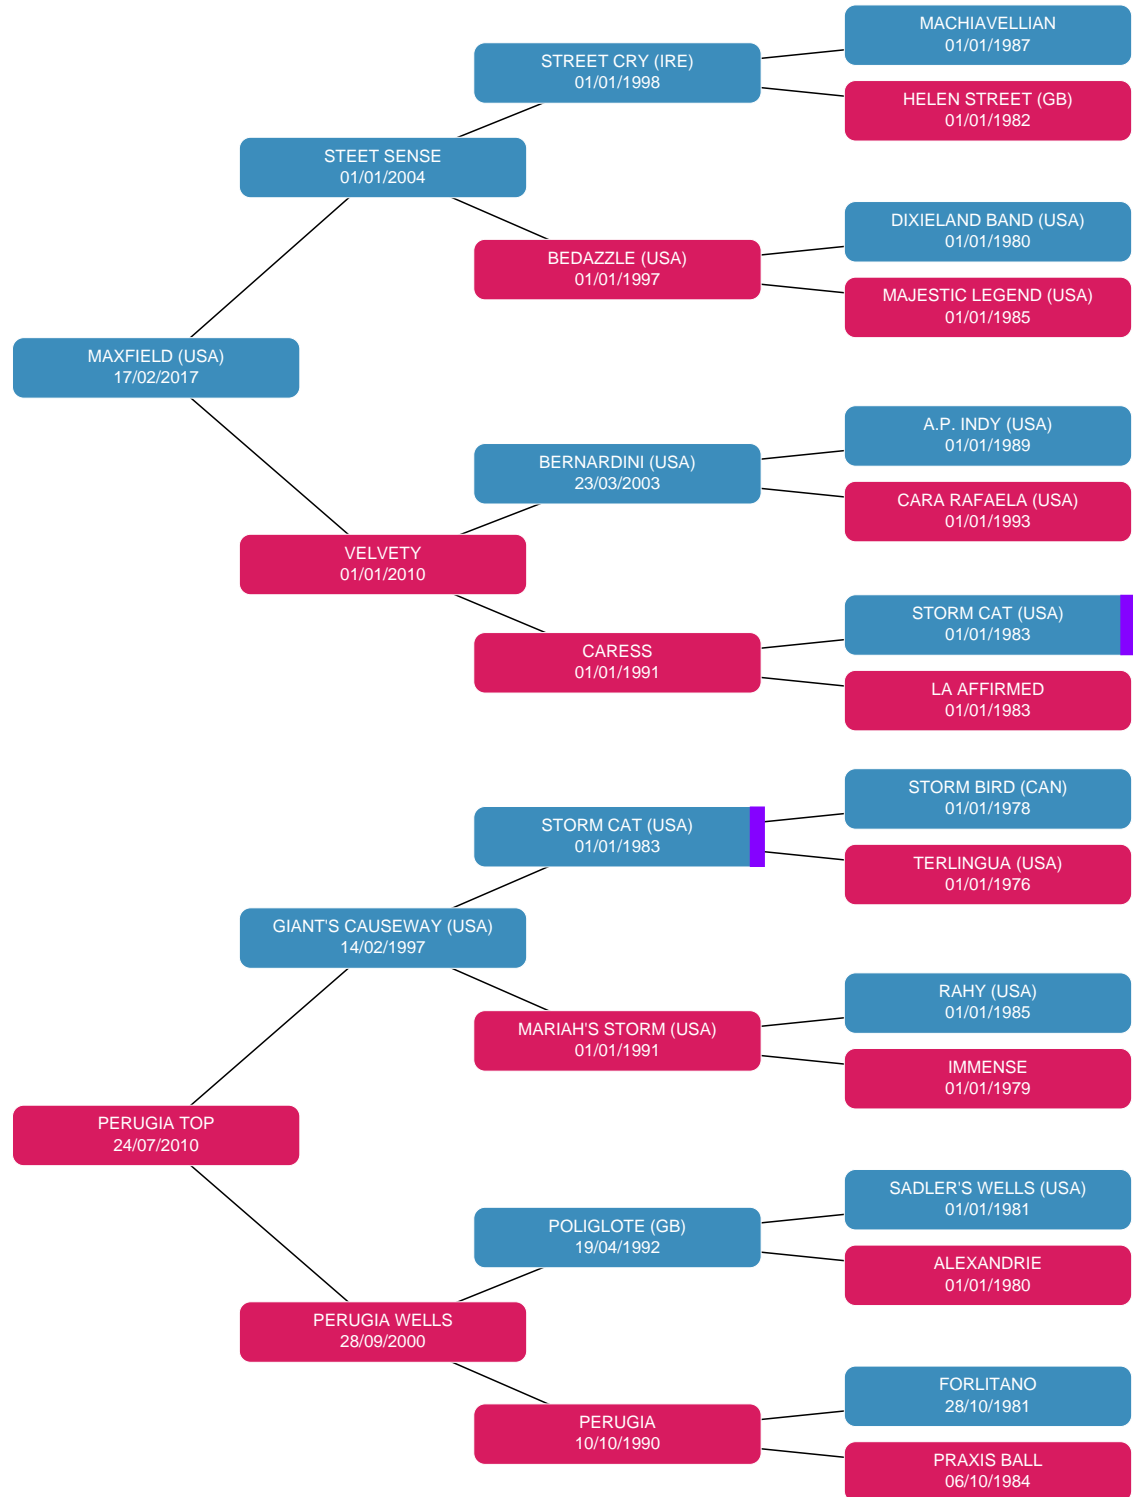 MACHIAVELLIAN
01/01/1987
STREET CRY (IRE)
01/01/1998
HELEN STREET (GB)
01/01/1982
STEET SENSE
01/01/2004
DIXIELAND BAND (USA)
01/01/1980
BEDAZZLE (USA)
01/01/1997
MAJESTIC LEGEND (USA)
01/01/1985
MAXFIELD (USA)
17/02/2017
A.P. INDY (USA)
01/01/1989
BERNARDINI (USA)
23/03/2003
CARA RAFAELA (USA)
01/01/1993
VELVETY
01/01/2010
STORM CAT (USA)
01/01/1983
CARESS
01/01/1991
LA AFFIRMED
01/01/1983
STORM BIRD (CAN)
01/01/1978
STORM CAT (USA)
01/01/1983
TERLINGUA (USA)
01/01/1976
GIANT'S CAUSEWAY (USA)
14/02/1997
RAHY (USA)
01/01/1985
MARIAH'S STORM (USA)
01/01/1991
IMMENSE
01/01/1979
PERUGIA TOP
24/07/2010
SADLER'S WELLS (USA)
01/01/1981
POLIGLOTE (GB)
19/04/1992
ALEXANDRIE
01/01/1980
PERUGIA WELLS
28/09/2000
FORLITANO
28/10/1981
PERUGIA
10/10/1990
PRAXIS BALL
06/10/1984